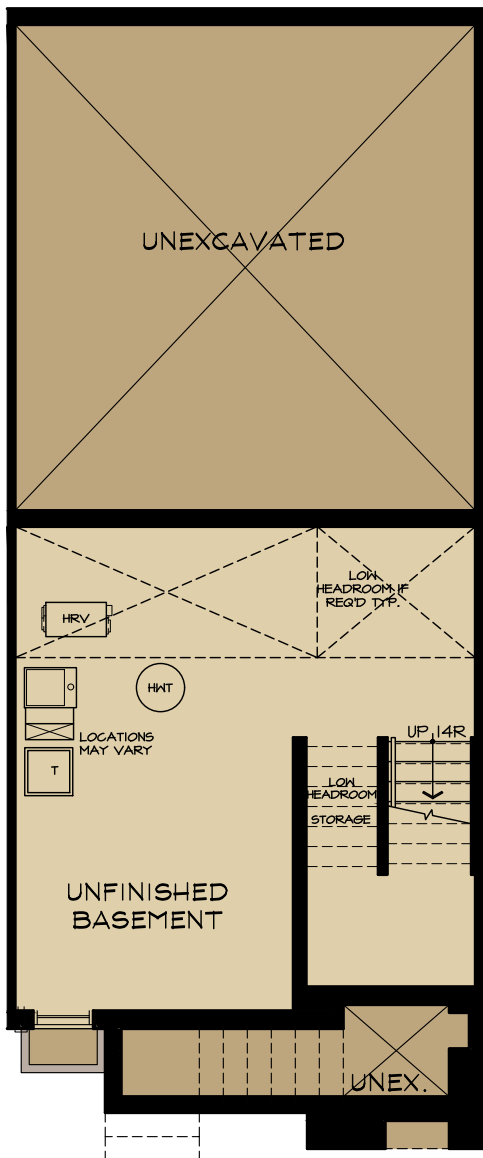 UNEXCAVATED
LOW
HEADROOM IF
REQ'D TYP.
HRV
HWT
LOCATIONS
MAY VARY
T
UP 14R
LOW
HEADROOM
STORAGE
UNFINISHED
BASEMENT
UNEX.